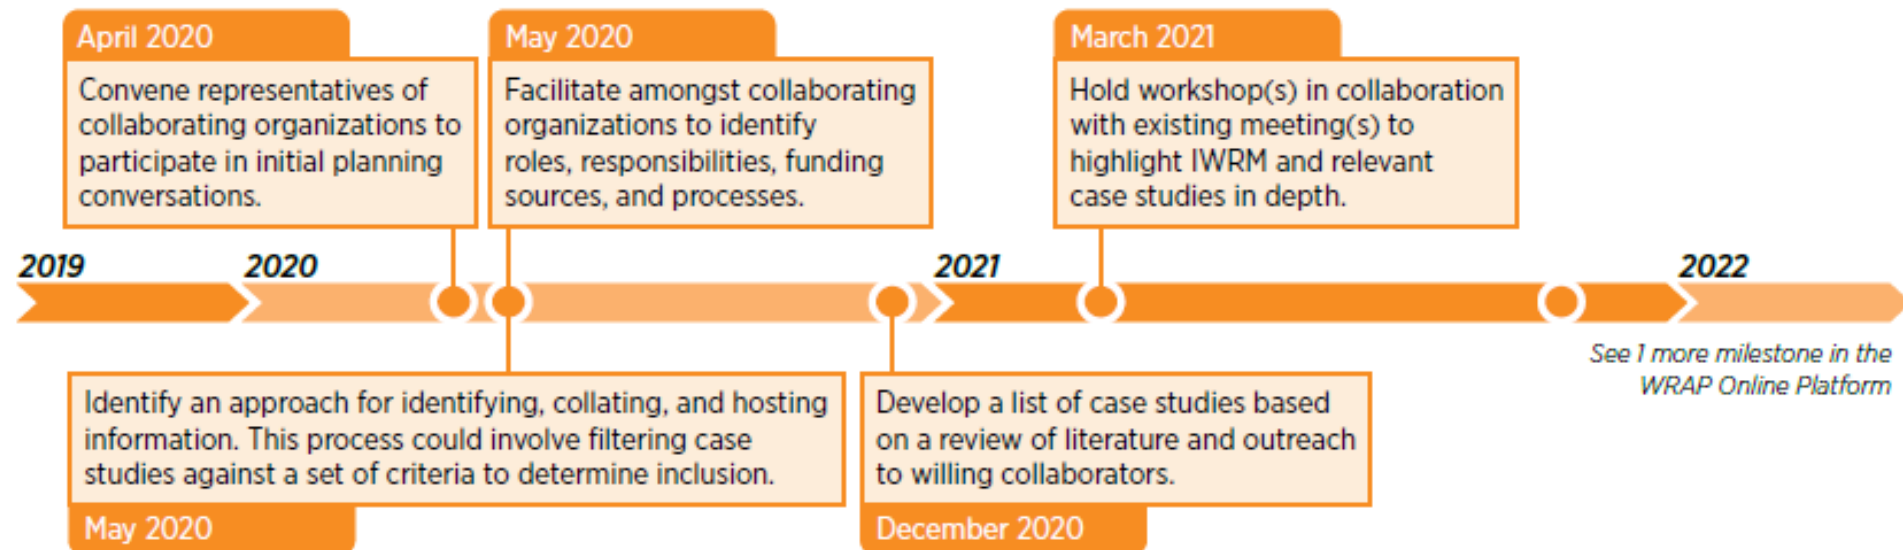 April 2020
Convene representatives of
collaborating organizations to
participate in initial planning
conversations.
May 2020
Facilitate amongst collaborating
organizations to identify
roles, responsibilities, funding
sources, and processes.
March 2021
Hold workshop(s) in collaboration
with existing meeting(s) to
highlight IWRM and relevant
case studies in depth.
2019
2020
2021
2022
See 1 more milestone in the
WRAP Online Platform
Identify an approach for identifying, collating, and hosting
information. This process could involve filtering case
studies against a set of criteria to determine inclusion.
May 2020
Develop a list of case studies based
on a review of literature and outreach
to willing collaborators.
December 2020